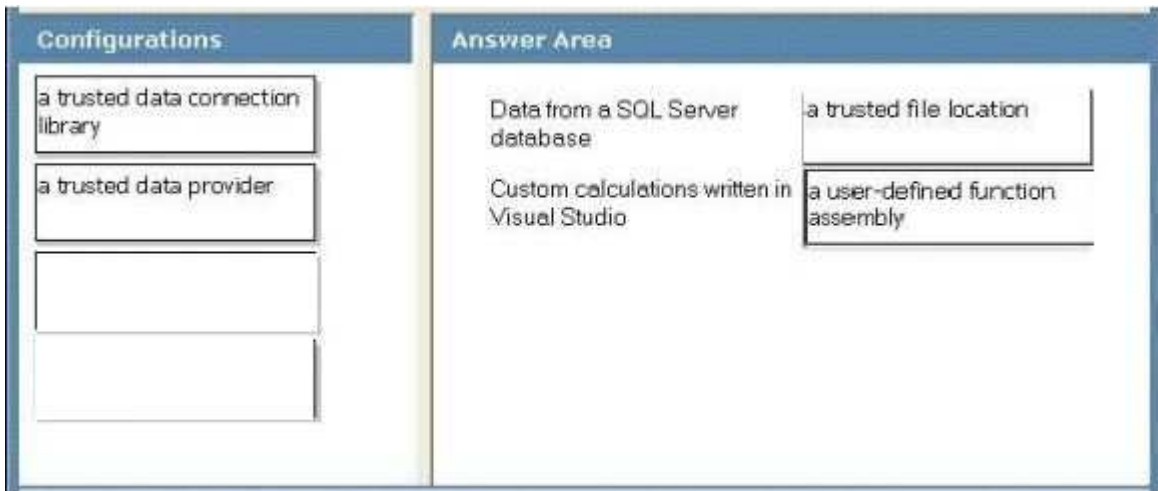 Configurations
a trusted data connection
library
a trusted data provider
Answer Area
Data from a SQL Server
database
a trusted file location
Custom calculations written in
Visual Studio
a user-defined function
assembly